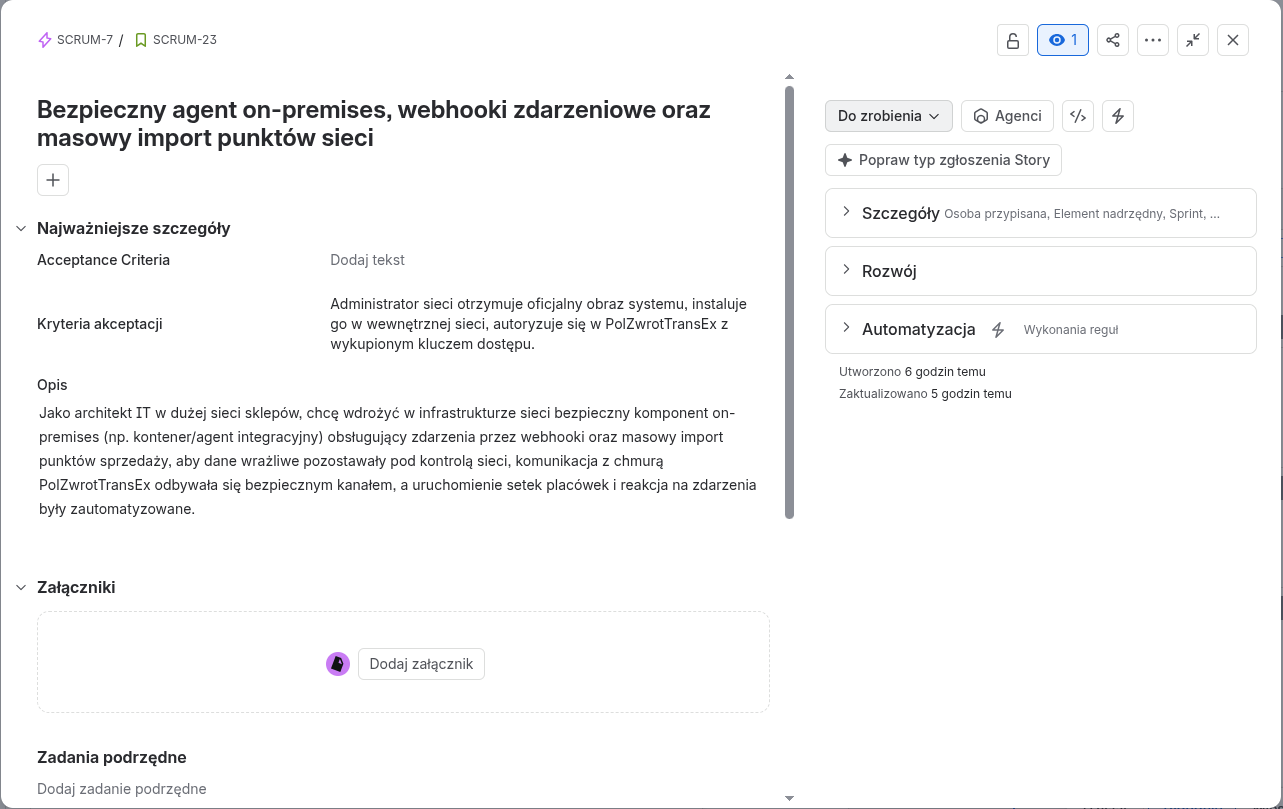 SCRUM-7 / SCRUM-23
1
Bezpieczny agent on-premises, webhooki zdarzeniowe oraz
masowy import punktów sieci
Najważniejsze szczegóły
Acceptance Criteria
Dodaj tekst
Kryteria akceptacji
Administrator sieci otrzymuje oficjalny obraz systemu, instaluje
go w wewnętrznej sieci, autoryzuje się w PolZwrotTransEx z
wykupionym kluczem dostępu.
Opis
Jako architekt IT w dużej sieci sklepów, chcę wdrożyć w infrastrukturze sieci bezpieczny komponent on-
premises (np. kontener/agent integracyjny) obsługujący zdarzenia przez webhooki oraz masowy import
punktów sprzedaży, aby dane wrażliwe pozostawały pod kontrolą sieci, komunikacja z chmurą
PolZwrotTransEx odbywała się bezpiecznym kanałem, a uruchomienie setek placówek i reakcja na zdarzenia
były zautomatyzowane.
Załączniki
Dodaj załącznik
Zadania podrzędne
Dodaj zadanie podrzędne
Do zrobienia
Agenci
Popraw typ zgłoszenia Story
Szczegóły Osoba przypisana, Element nadrzędny, Sprint, ...
Rozwój
Automatyzacja Wykonania reguł
Utworzono 6 godzin temu
Zaktualizowano 5 godzin temu